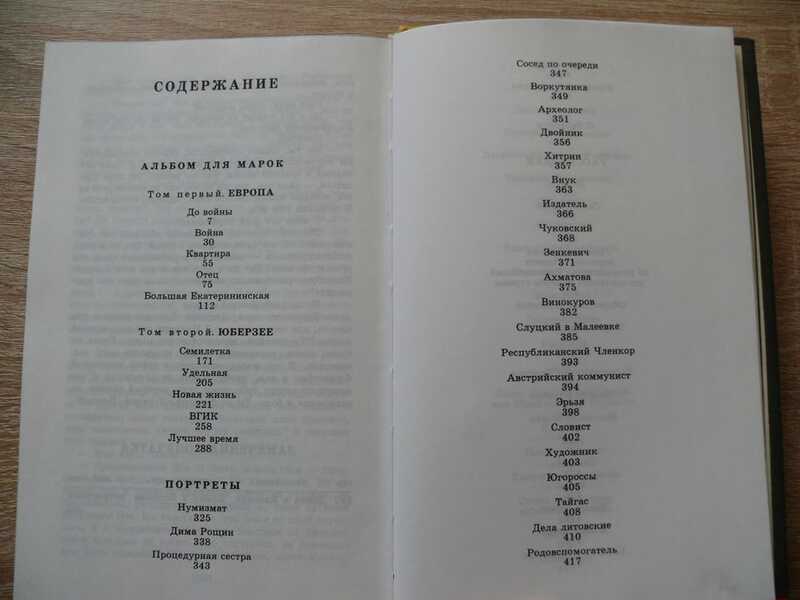 СОДЕРЖАНИЕ
АЛЬБОМ ДЛЯ МАРОК
Том первый. ЕВРОПА
До войны
7
Война
30
Квартира
55
Отец
75
Большая Екатерининская
112
Том второй. ЮБЕРЗЕЕ
Семилетка
171
Удельная
205
Новая жизнь
221
ВГИК
258
Лучшее время
288
ПОРТРЕТЫ
Нумизмат
325
Дима Рощин
338
Процедурная сестра
343
Сосед по очереди
347
Воркутянка
349
Археолог
351
Двойник
356
Хитрии
357
Внук
363
Издатель
366
Чуковский
368
Зенкевич
371
Ахматова
375
Винокуров
382
Слуцкий в Малеевке
385
Республиканский Членкор
393
Австрийский коммунист
394
Эрьзя
398
Словист
402
Художник
403
Югороссы
405
Тайгас
408
Дела литовские
410
Родовспомогатель
417